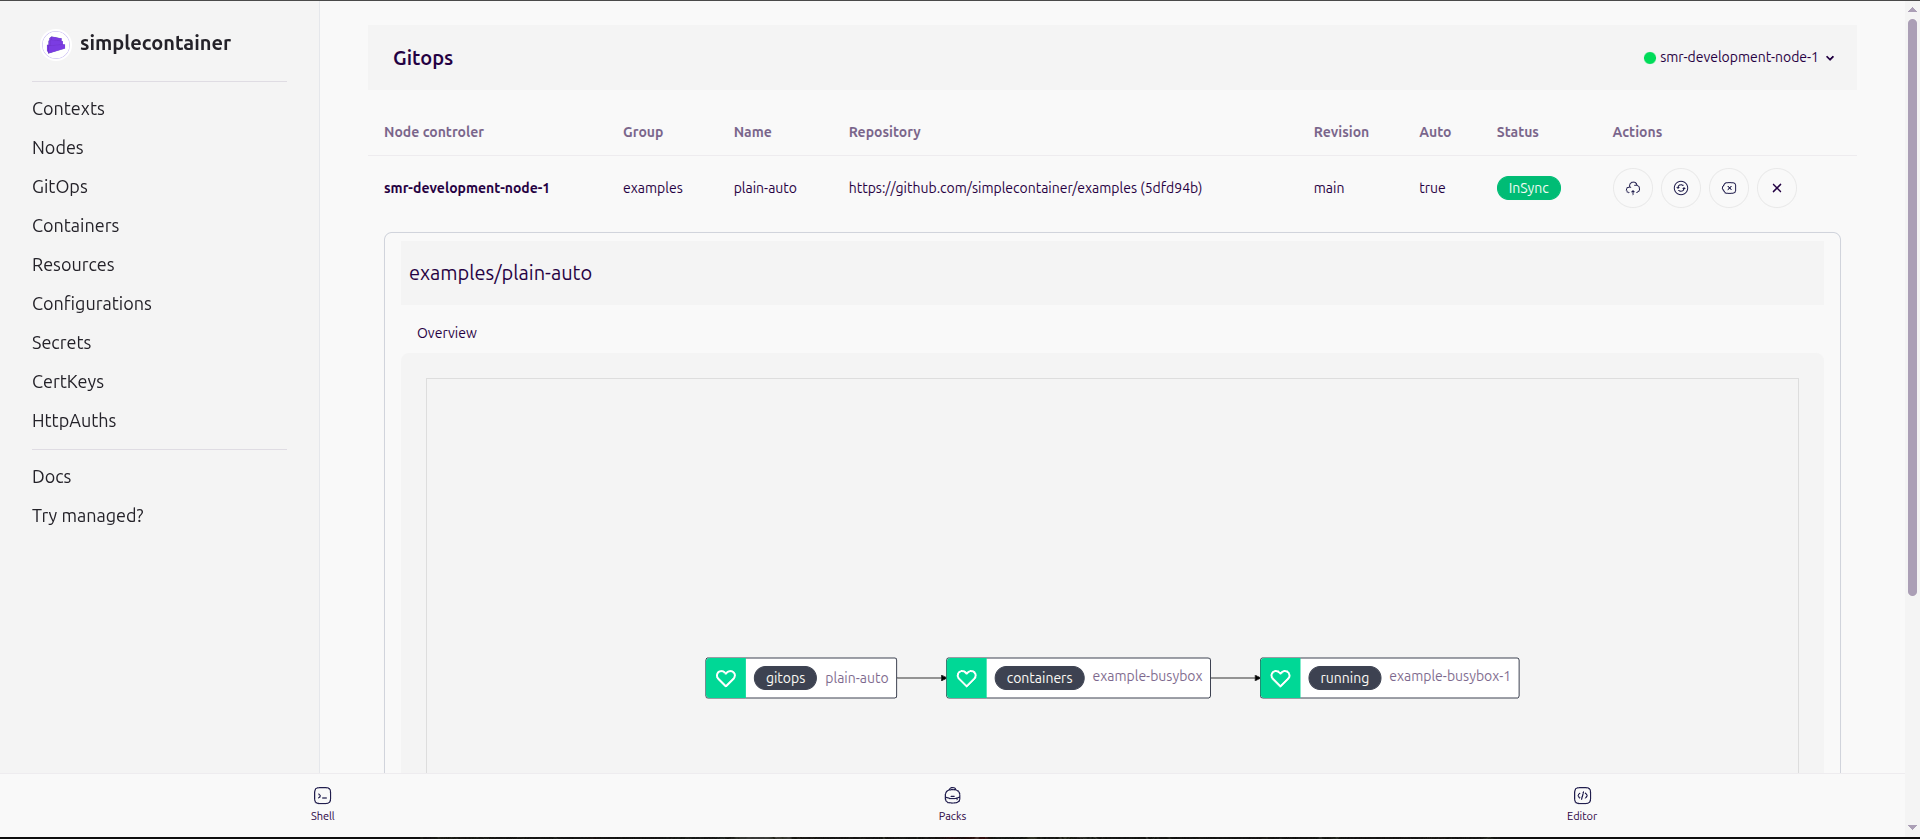 simplecontainer
Contexts
Nodes
GitOps
Containers
Resources
Configurations
Secrets
CertKeys
HttpAuths
Docs
Try managed?
Gitops
smr-development-node-1
Node controler Group Name Repository Revision Auto Status Actions
smr-development-node-1 examples plain-auto https://github.com/simplecontainer/examples (5dfd94b) main true InSync
examples/plain-auto
Overview
gitops plain-auto containers example-busybox running example-busybox-1
Shell Packs Editor